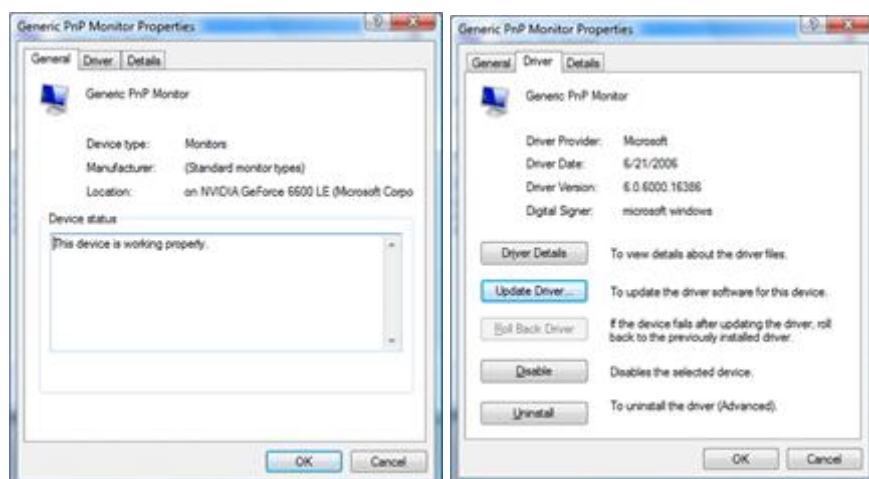 Generic PnP Monitor Properties
General Driver Details
Generic PnP Monitor
Device type: Monitors
Manufacturer: (Standard monitor types)
Location: on NVIDIA GeForce 6600 LE (Microsoft Corpo
Device status
This device is working properly.
OK Cancel
Generic PnP Monitor Properties
General Driver Details
Generic PnP Monitor
Driver Provider: Microsoft
Driver Date: 6/21/2006
Driver Version: 6.0.6000.16386
Digital Signer: microsoft windows
Driver Details To view details about the driver files.
Update Driver... To update the driver software for this device.
Roll Back Driver If the device fails after updating the driver, roll
back to the previously installed driver.
Disable Disables the selected device.
Uninstall To uninstall the driver (Advanced).
OK Cancel